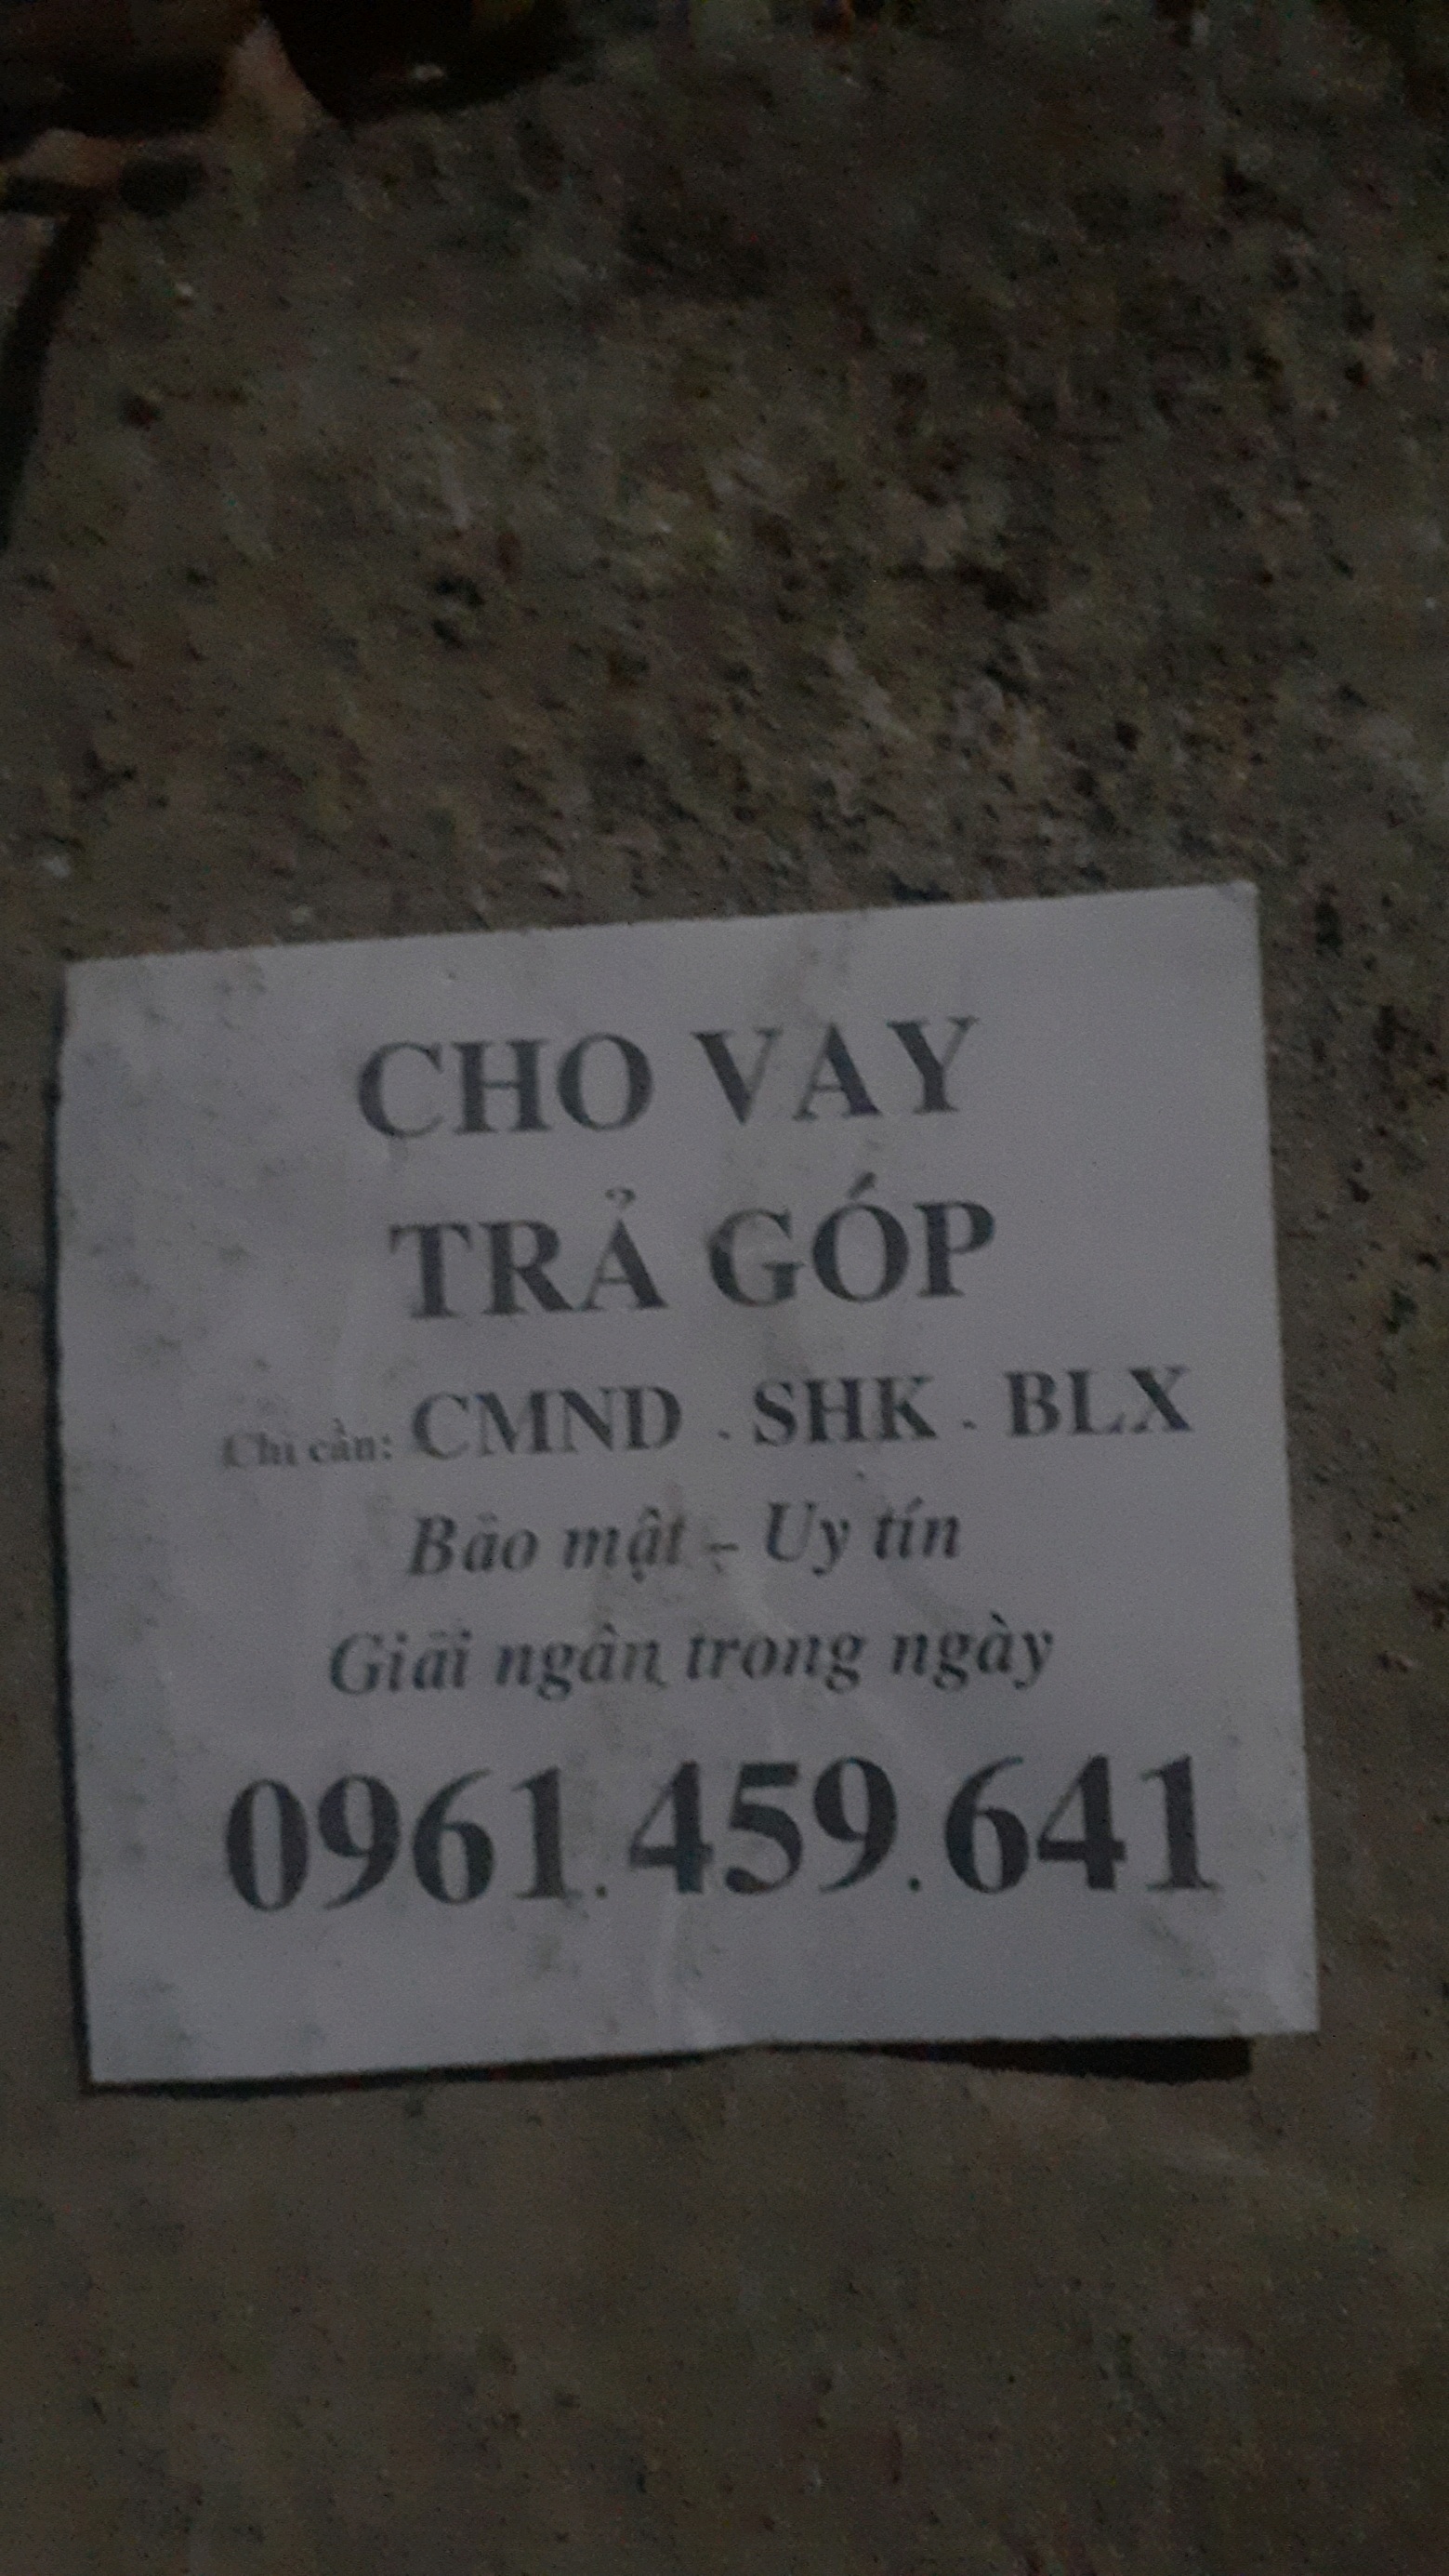 CHO VAY
TRẢ GÓP
Chỉ cần: CMND . SHK - BLX
Bảo mật - Uy tín
Giải ngân trong ngày
0961.459.641